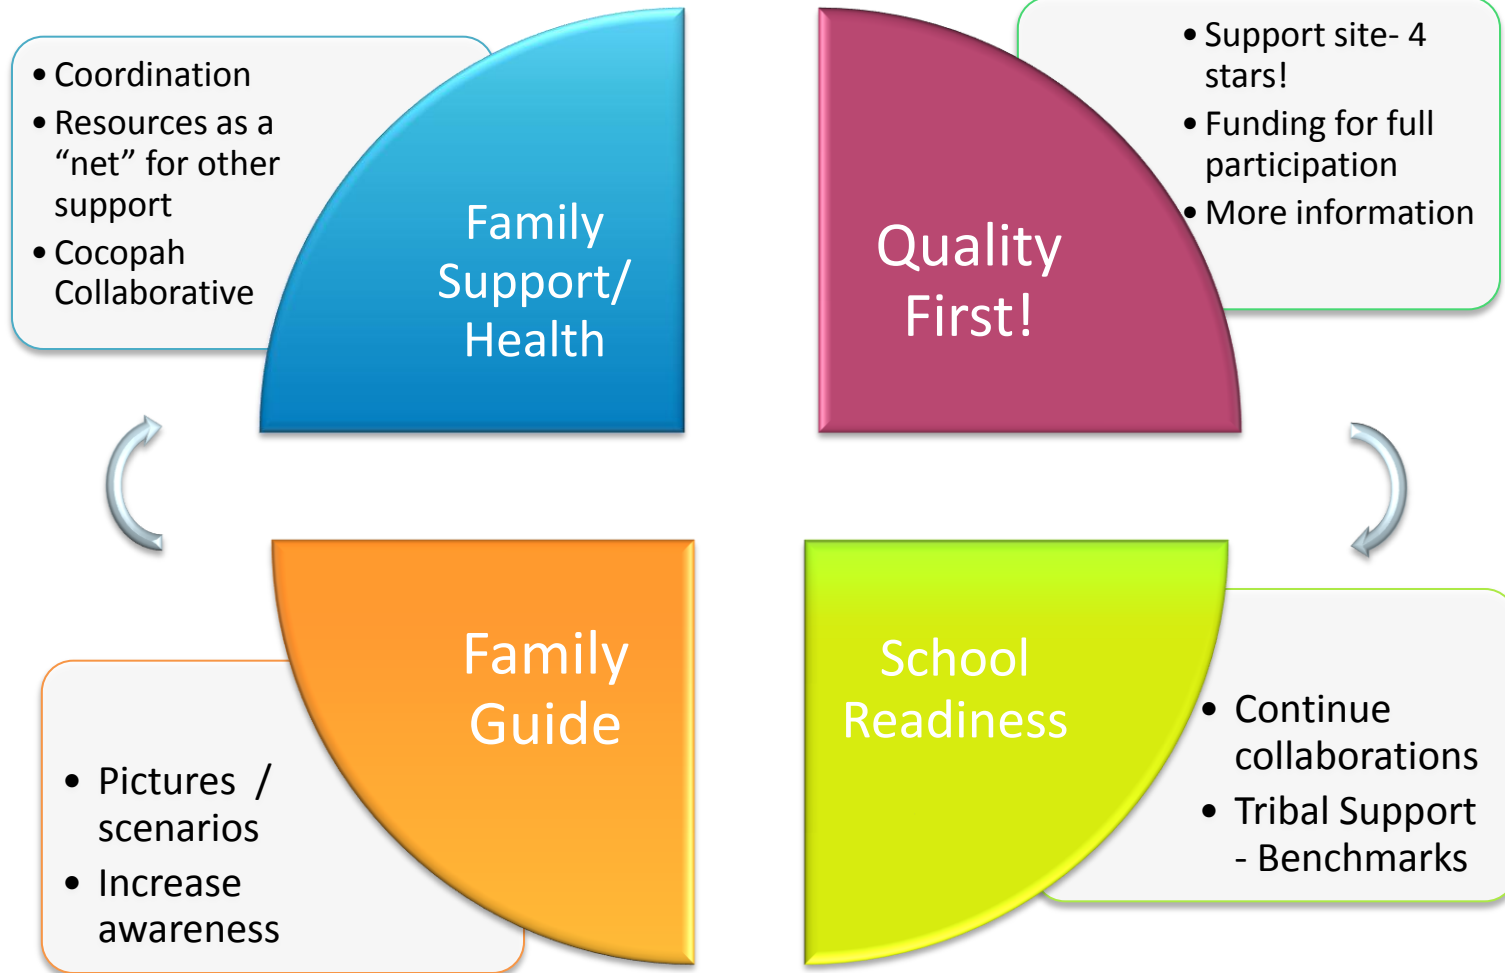 • Coordination
• Resources as a
“net” for other
support
• Cocopah
Collaborative
Family
Support/
Health
Quality
First!
• Support site- 4
stars!
• Funding for full
participation
• More information
Family
Guide
• Pictures / 
scenarios
• Increase
awareness
School
Readiness
• Continue
collaborations
• Tribal Support
- Benchmarks